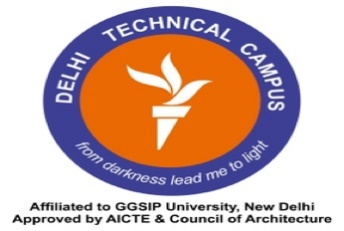 DELHI TECHNICAL CAMPUS
from darkness lead me to light
Affiliated to GGSIP University, New Delhi
Approved by AICTE & Council of Architecture